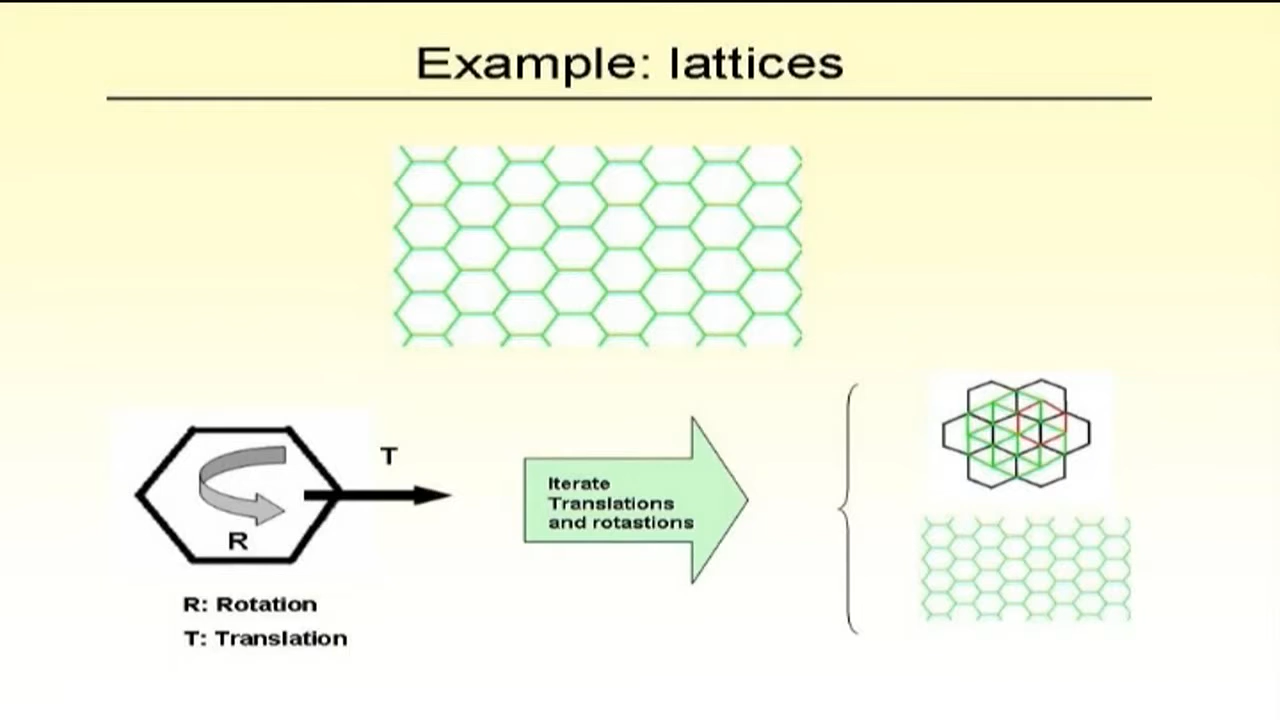 Example: lattices
T
R
Iterate
Translations
and rotastions
R: Rotation
T: Translation